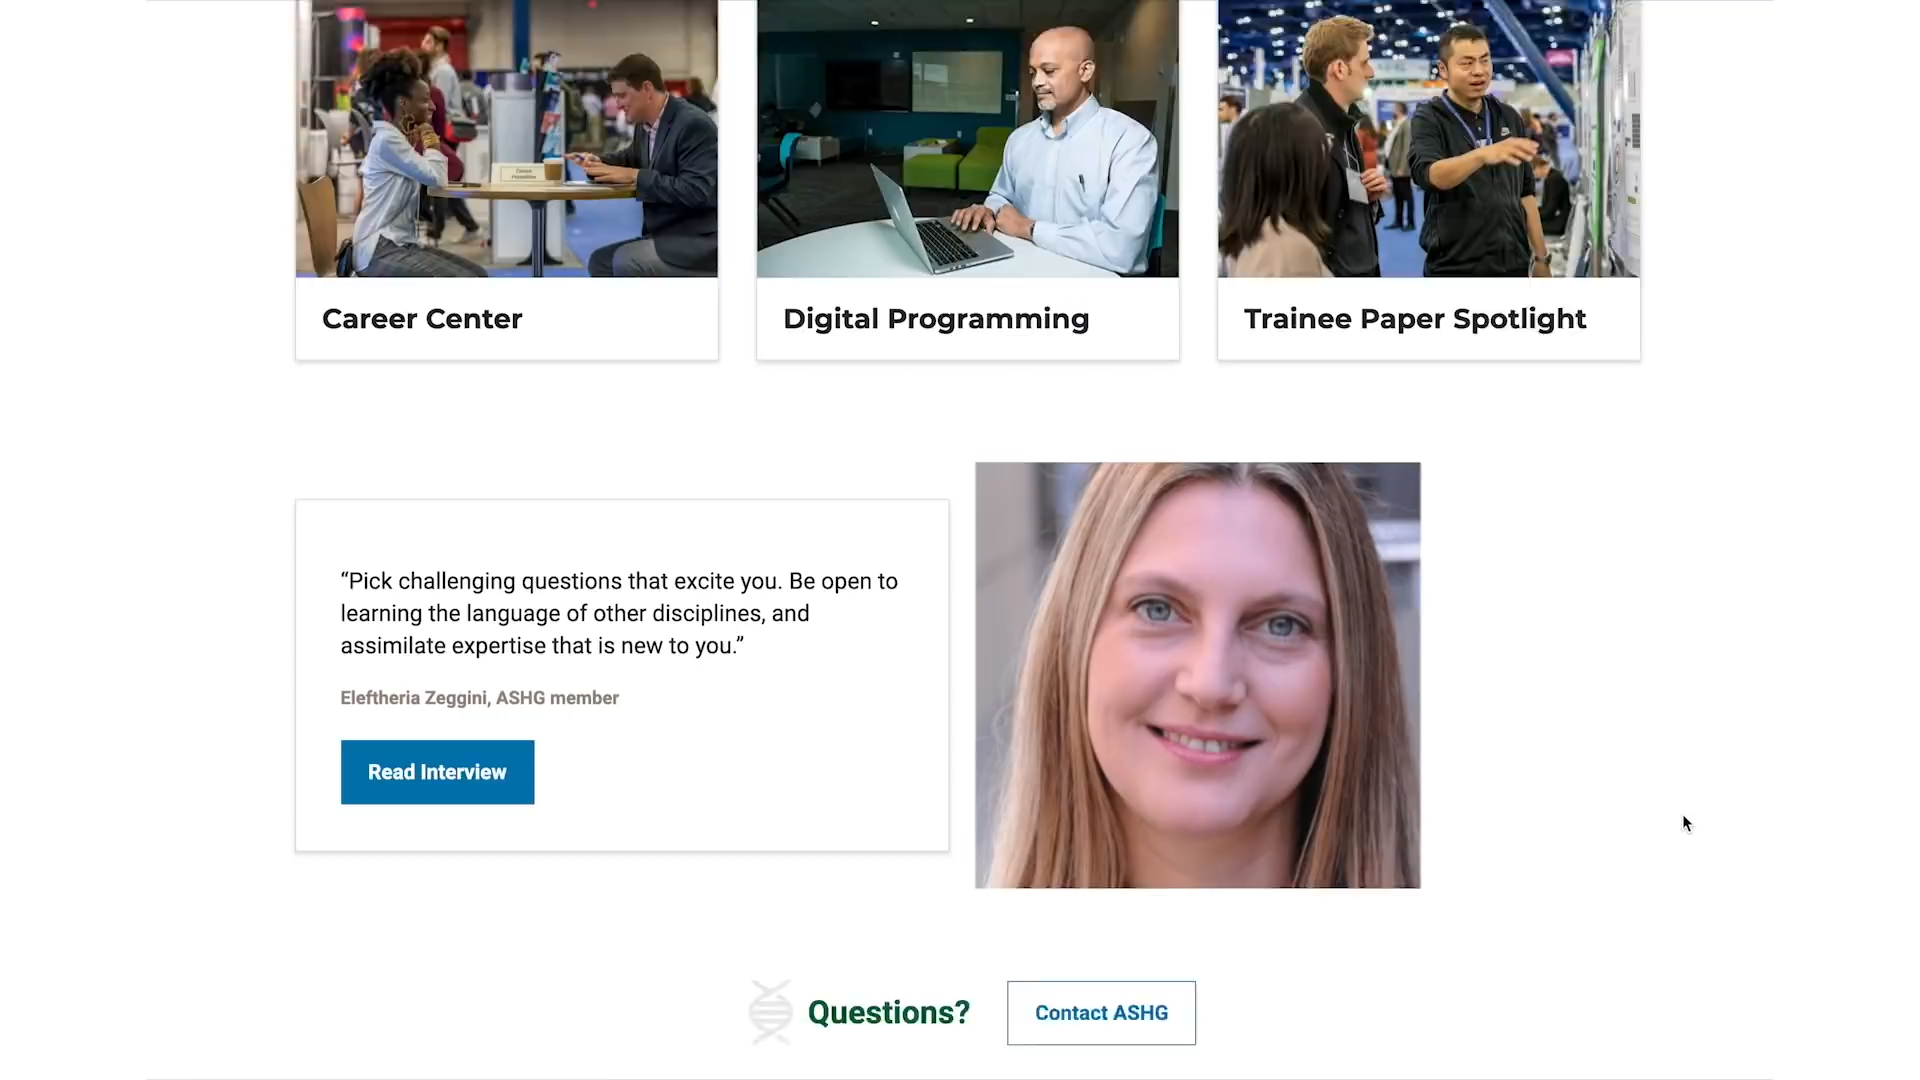 Career Center
Digital Programming
Trainee Paper Spotlight
“Pick challenging questions that excite you. Be open to
learning the language of other disciplines, and
assimilate expertise that is new to you.”
Eleftheria Zeggini, ASHG member
Read Interview
Questions?
Contact ASHG